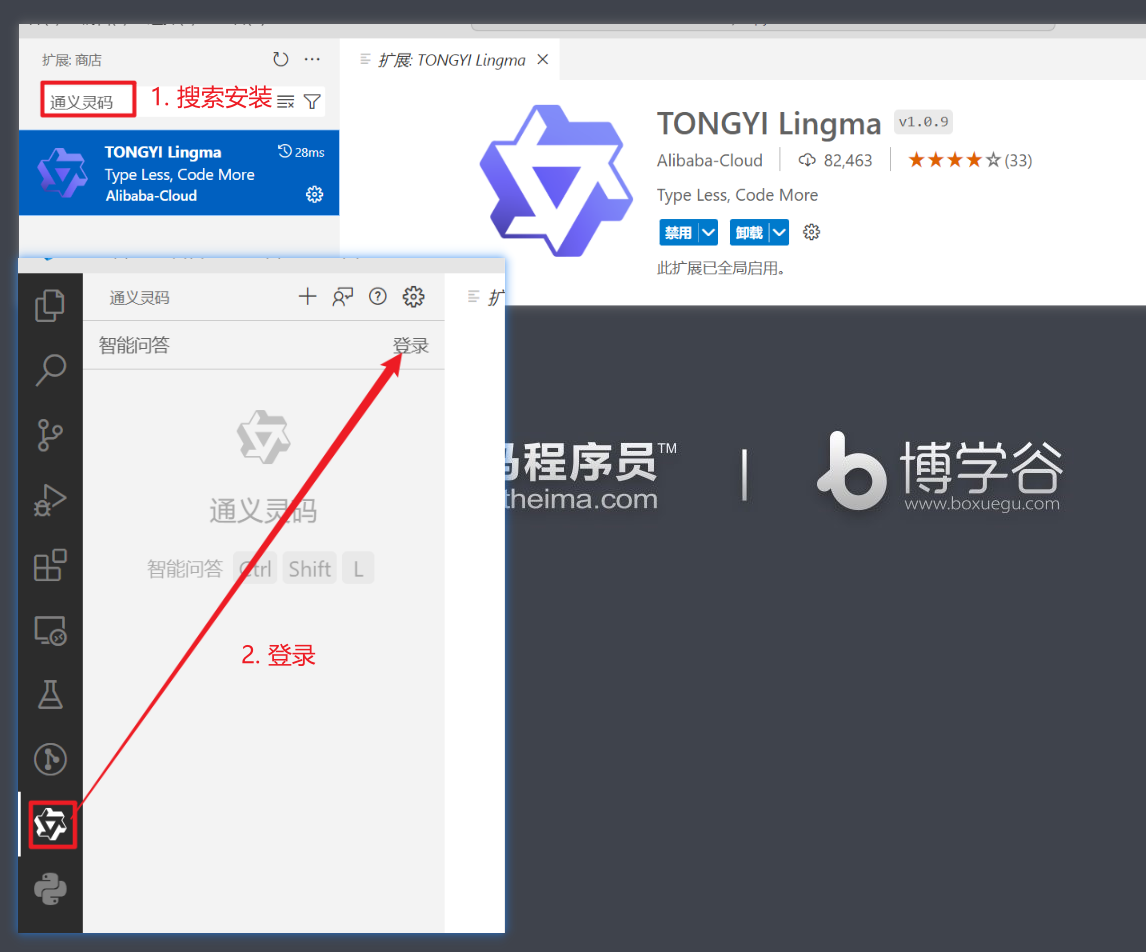 扩展: 商店
扩展: TONGYI Lingma
通义灵码
1. 搜索安装
TONGYI Lingma
28ms
Type Less, Code More
Alibaba-Cloud
TONGYI Lingma
v1.0.9
Alibaba-Cloud
82,463
(33)
Type Less, Code More
禁用
卸载
此扩展已全局启用。
通义灵码
扩
智能问答
登录
通义灵码
智能问答 Ctrl Shift L
2. 登录
程序员™
theima.com
博学谷
www.boxuegu.com